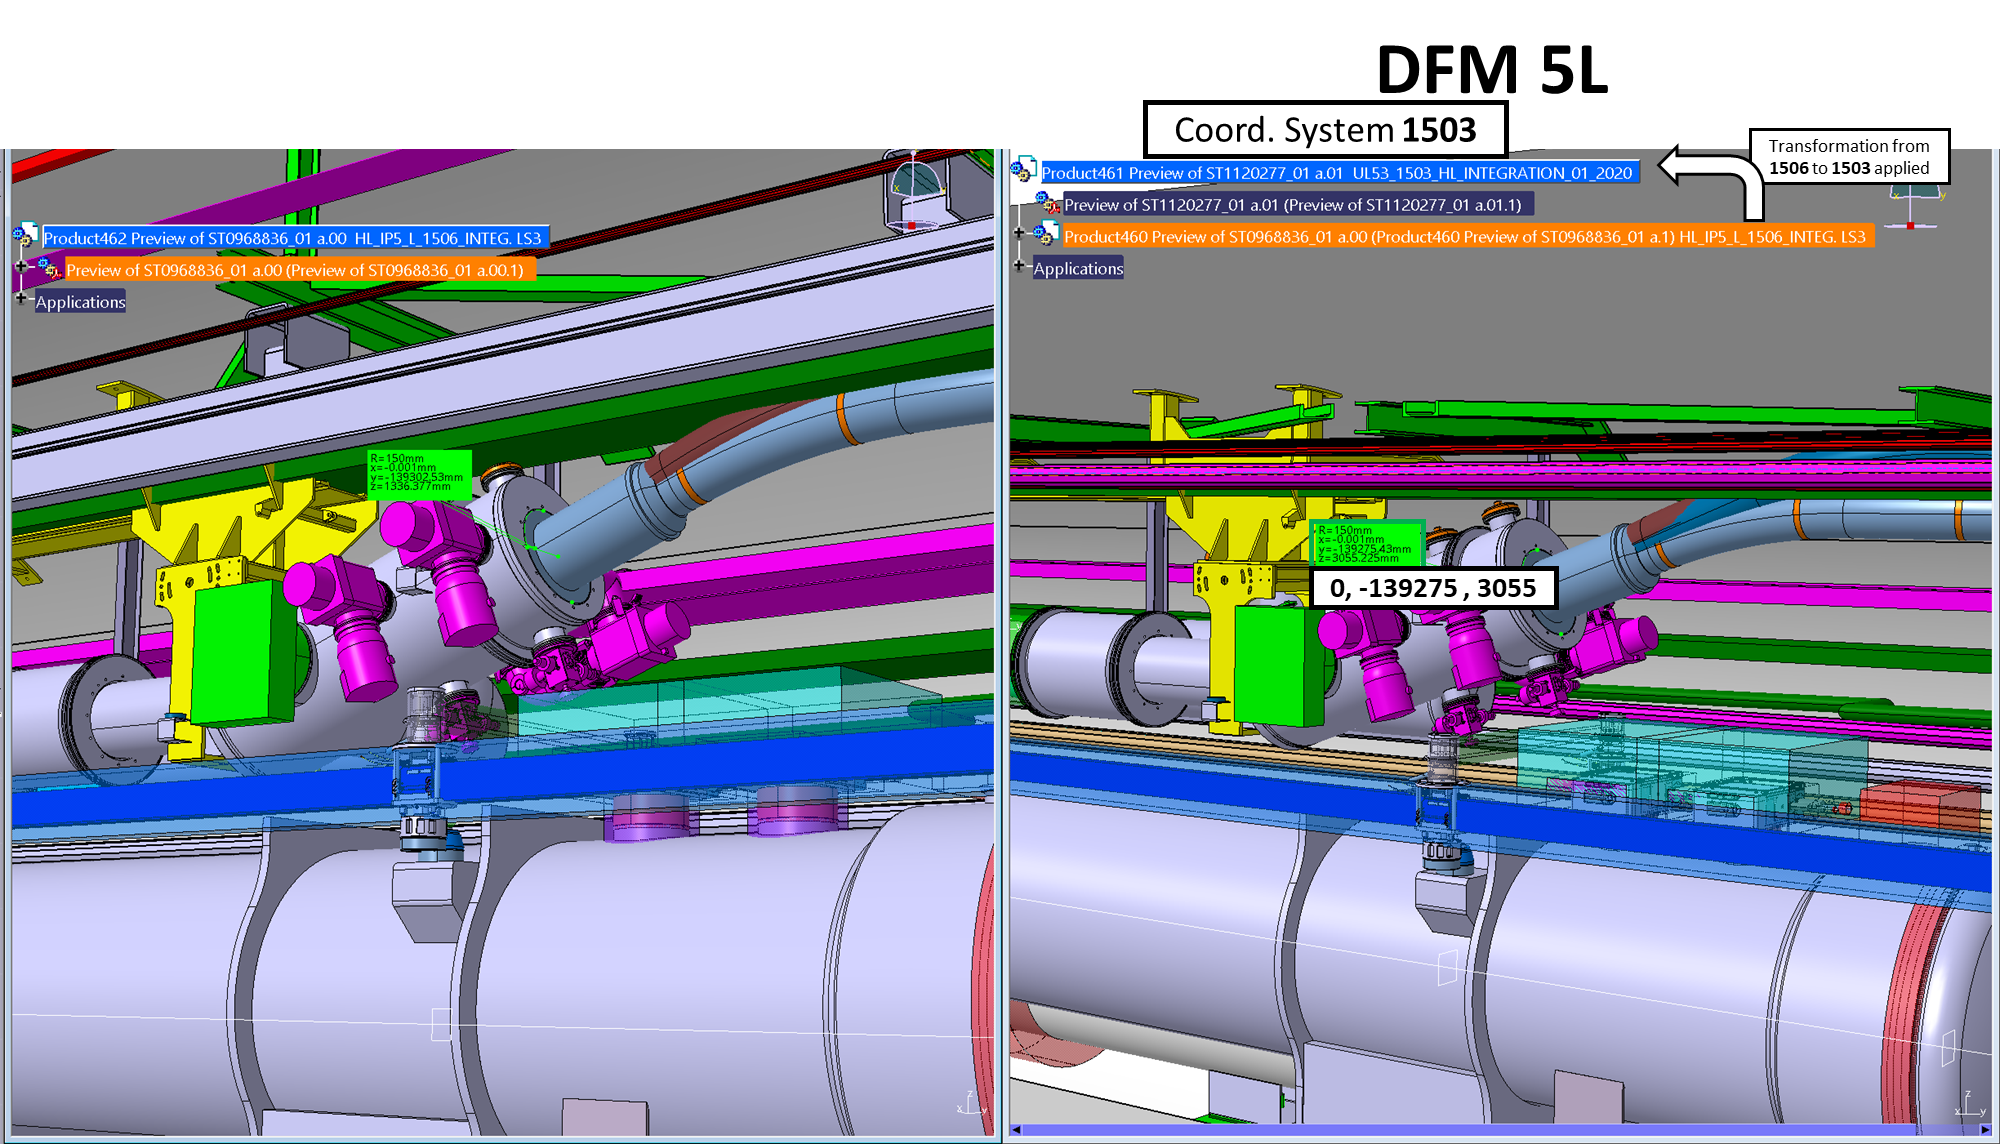 DFM 5L
Coord. System 1503
Transformation from
1506 to 1503 applied
Product462 Preview of ST0968836_01 a.00 HL_IP5_L_1506_INTEG. LS3
Preview of ST0968836_01 a.00 (Preview of ST0968836_01 a.00.1)
Applications
R=150mm
x=-0.001mm
y=-139302.53mm
z=1336.377mm
Product461 Preview of ST1120277_01 a.01 UL53_1503_HL_INTEGRATION_01_2020
Preview of ST1120277_01 a.01 (Preview of ST1120277_01 a.01.1)
Product460 Preview of ST0968836_01 a.00 (Product460 Preview of ST0968836_01 a.1) HL_IP5_L_1506_INTEG. LS3
Applications
R=150mm
x=-0.001mm
y=-139275.43mm
z=3055.225mm
0, -139275 , 3055
z
x
y
z
x
y